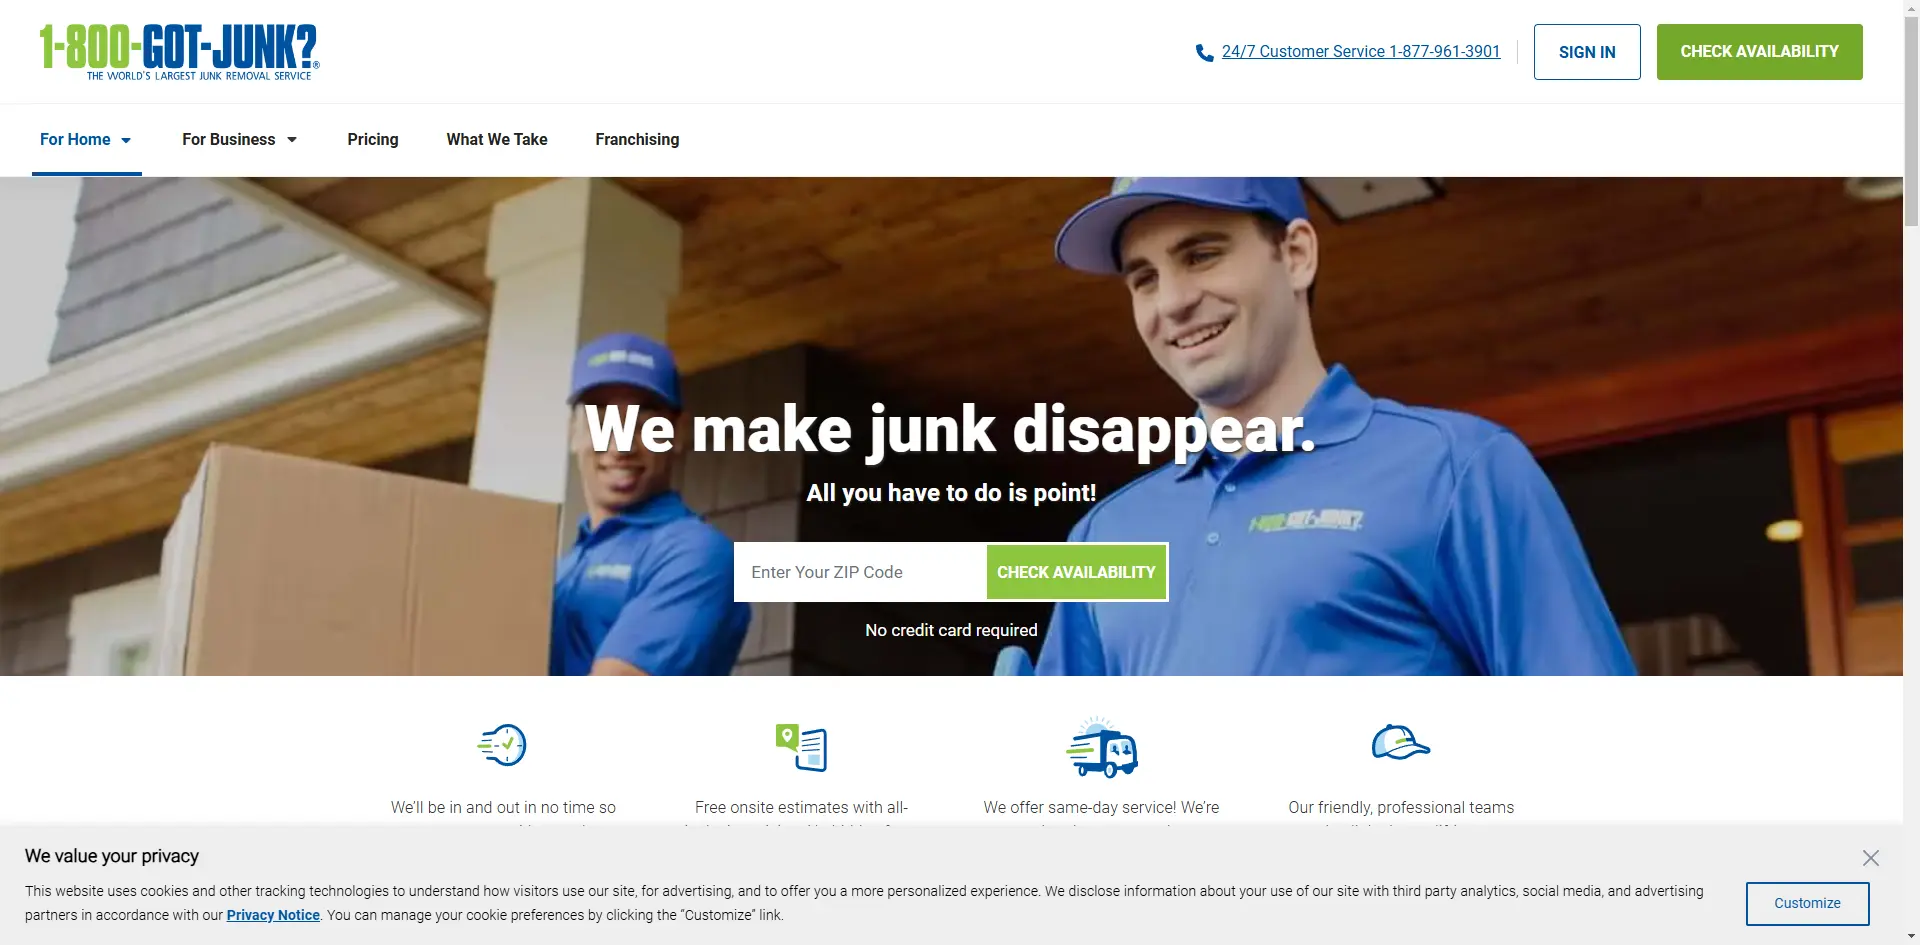 1-800-GOT-JUNK?®
THE WORLD'S LARGEST JUNK REMOVAL SERVICE
24/7 Customer Service 1-877-961-3901
SIGN IN
CHECK AVAILABILITY
For Home
For Business
Pricing
What We Take
Franchising
We make junk disappear.
All you have to do is point!
1-800-GOT-JUNK?
Enter Your ZIP Code
CHECK AVAILABILITY
No credit card required
We'll be in and out in no time so
Free onsite estimates with all-
We offer same-day service! We're
Our friendly, professional teams
We value your privacy
This website uses cookies and other tracking technologies to understand how visitors use our site, for advertising, and to offer you a more personalized experience. We disclose information about your use of our site with third party analytics, social media, and advertising
partners in accordance with our Privacy Notice. You can manage your cookie preferences by clicking the “Customize” link.
Customize